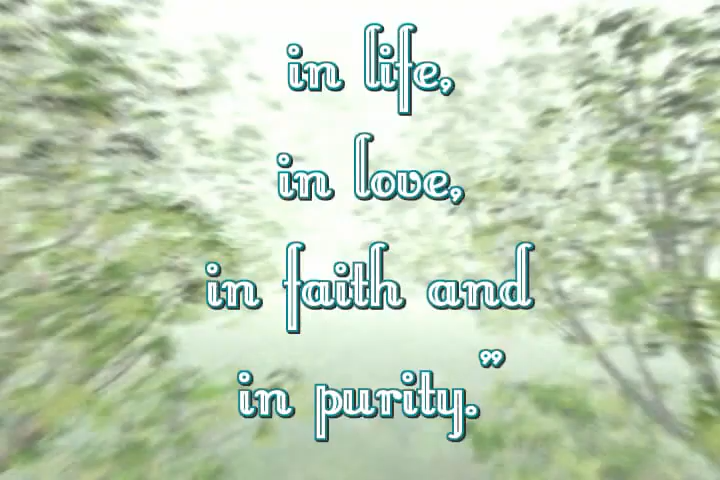 in life,
in love,
in faith and
in purity.”